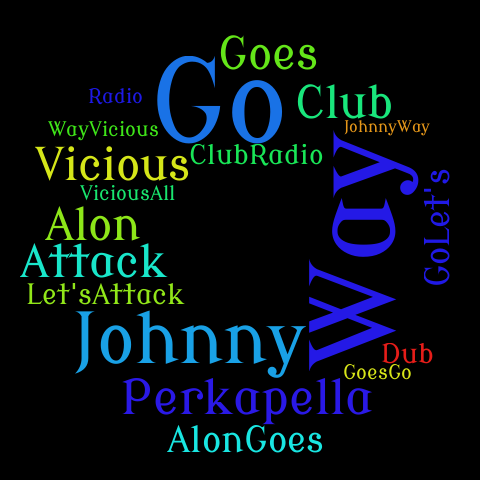 Goes
Go
Radio
Club
JohnnyWay
WayVicious
ClubRadio
Vicious
ViciousAll
Way
GoLet's
Alon
Attack
Let'sAttack
Johnny
Dub
GoesGo
Perkapella
AlonGoes